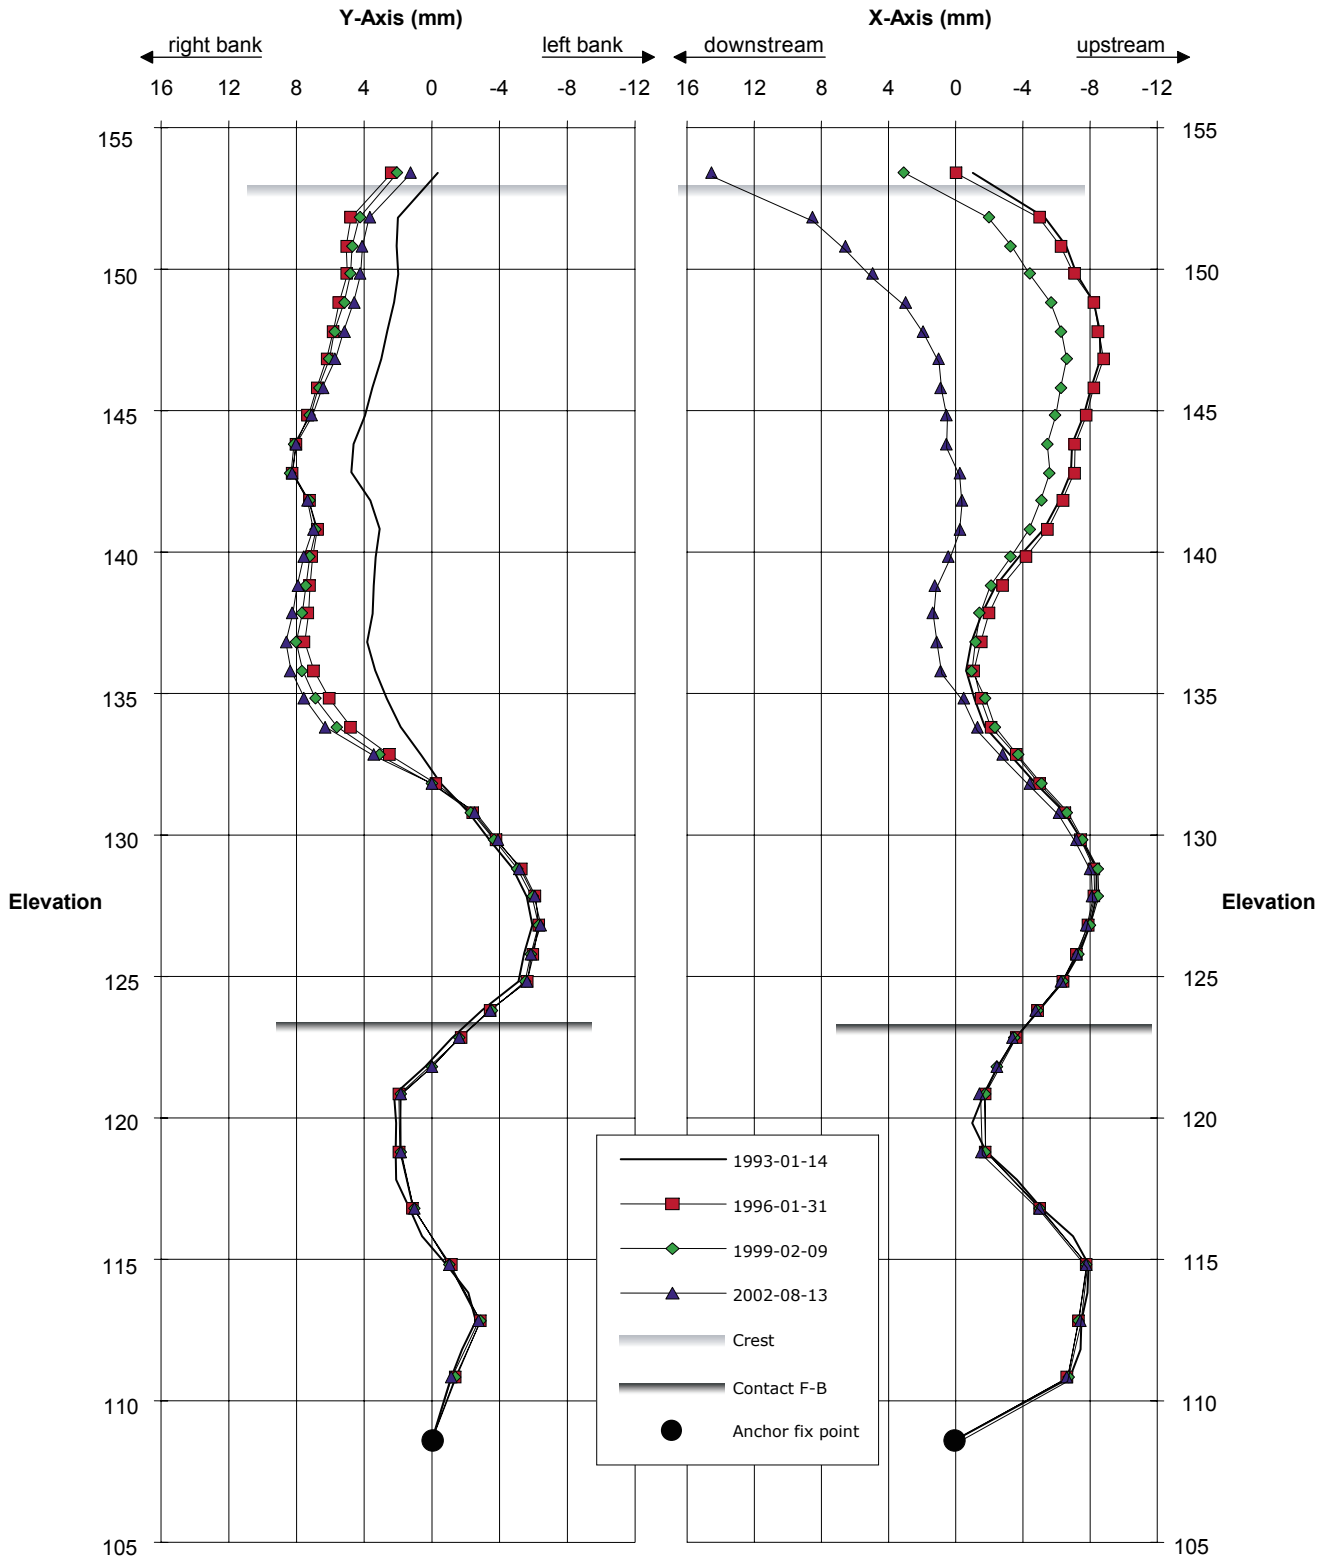 Y-Axis (mm)
X-Axis (mm)
right bank
left bank
downstream
upstream
16 12 8 4 0 -4 -8 -12
16 12 8 4 0 -4 -8 -12
155
155
150
150
145
145
140
140
135
135
130
130
Elevation
Elevation
125
125
120
120
1993-01-14
1996-01-31
1999-02-09
2002-08-13
Crest
Contact F-B
Anchor fix point
115
115
110
110
105
105